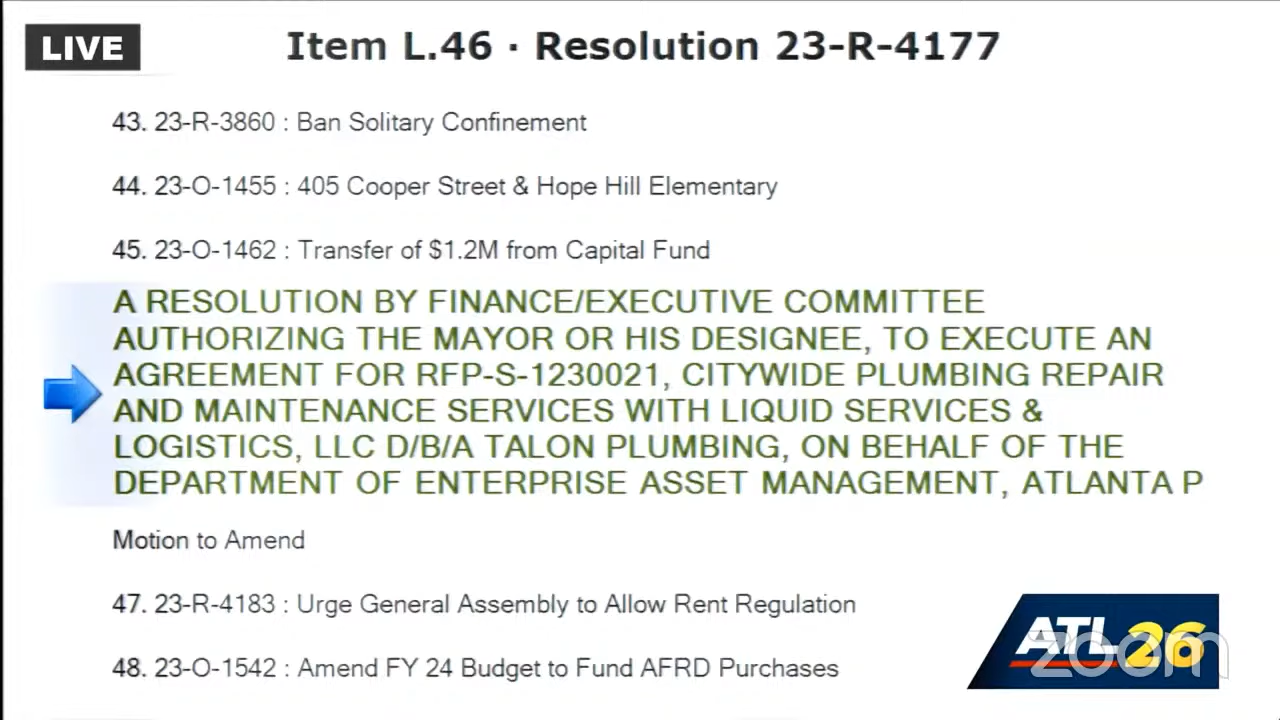 LIVE
Item L.46 · Resolution 23-R-4177
43. 23-R-3860 : Ban Solitary Confinement
44. 23-O-1455 : 405 Cooper Street & Hope Hill Elementary
45. 23-O-1462 : Transfer of $1.2M from Capital Fund
A RESOLUTION BY FINANCE/EXECUTIVE COMMITTEE
AUTHORIZING THE MAYOR OR HIS DESIGNEE, TO EXECUTE AN
AGREEMENT FOR RFP-S-1230021, CITYWIDE PLUMBING REPAIR
AND MAINTENANCE SERVICES WITH LIQUID SERVICES &
LOGISTICS, LLC D/B/A TALON PLUMBING, ON BEHALF OF THE
DEPARTMENT OF ENTERPRISE ASSET MANAGEMENT, ATLANTA P
Motion to Amend
47. 23-R-4183 : Urge General Assembly to Allow Rent Regulation
48. 23-O-1542 : Amend FY 24 Budget to Fund AFRD Purchases
ATL 26
zoom